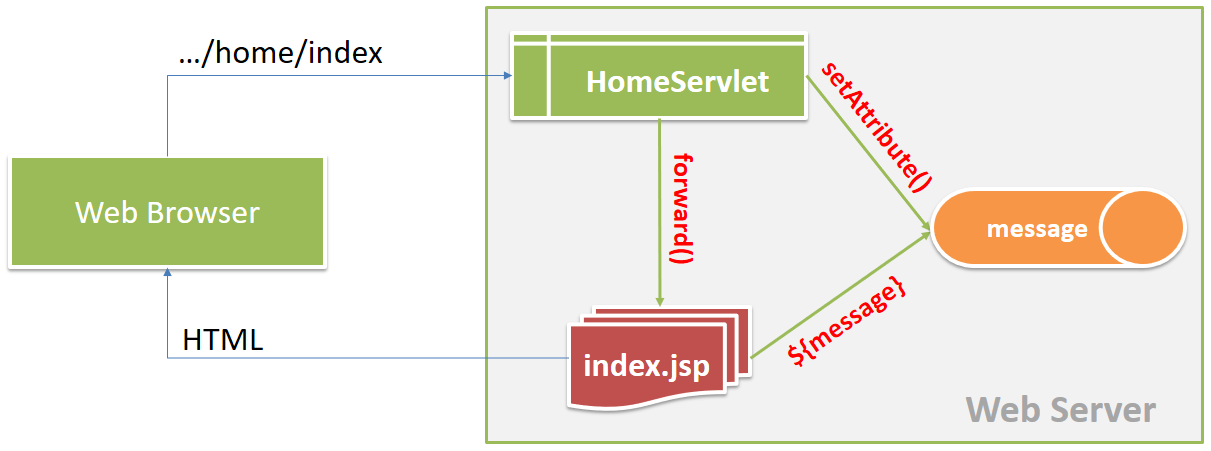 .../home/index
HomeServlet
setAttribute()
Web Browser
forward()
message
HTML
index.jsp
${message}
Web Server